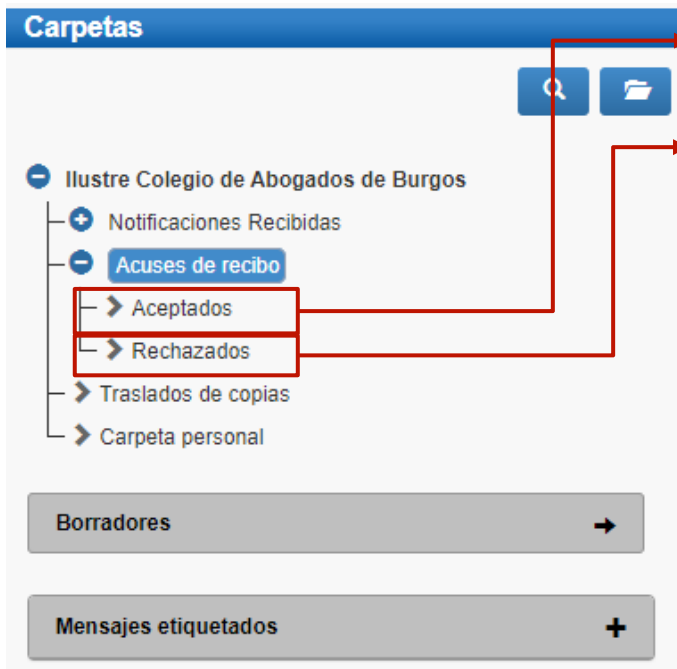 Carpetas
Ilustre Colegio de Abogados de Burgos
Notificaciones Recibidas
Acuses de recibo
Aceptados
Rechazados
Traslados de copias
Carpeta personal
Borradores
Mensajes etiquetados